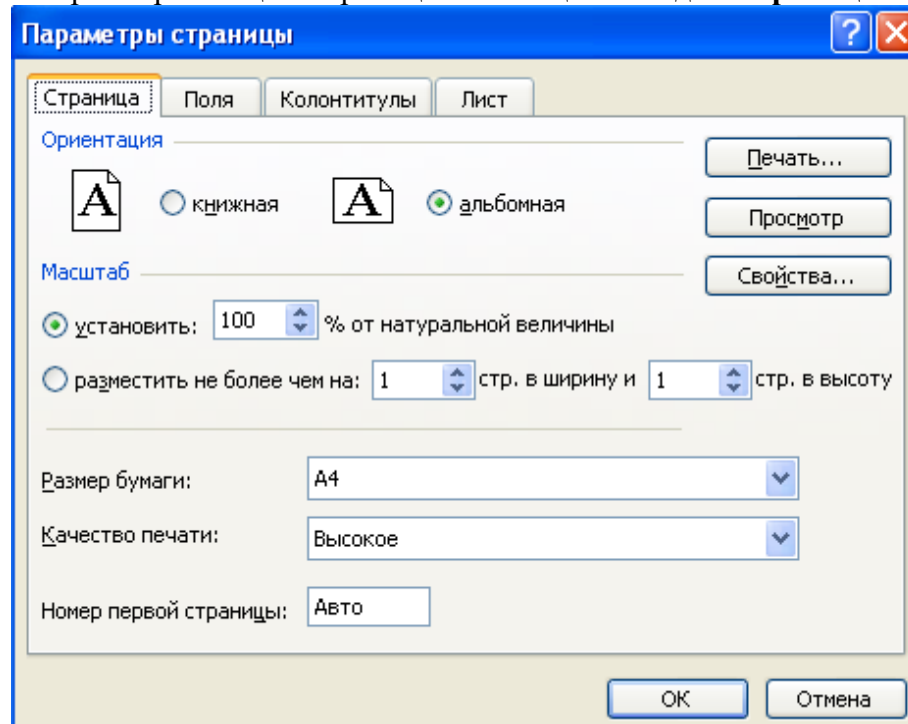 Параметры страницы
Страница Поля Колонтитулы Лист
Ориентация
Печать...
A книжная A альбомная
Просмотр
Масштаб
Свойства...
установить: 100 % от натуральной величины
разместить не более чем на: 1 стр. в ширину и 1 стр. в высоту
Размер бумаги: A4
Качество печати: Высокое
Номер первой страницы: Авто
ОК Отмена